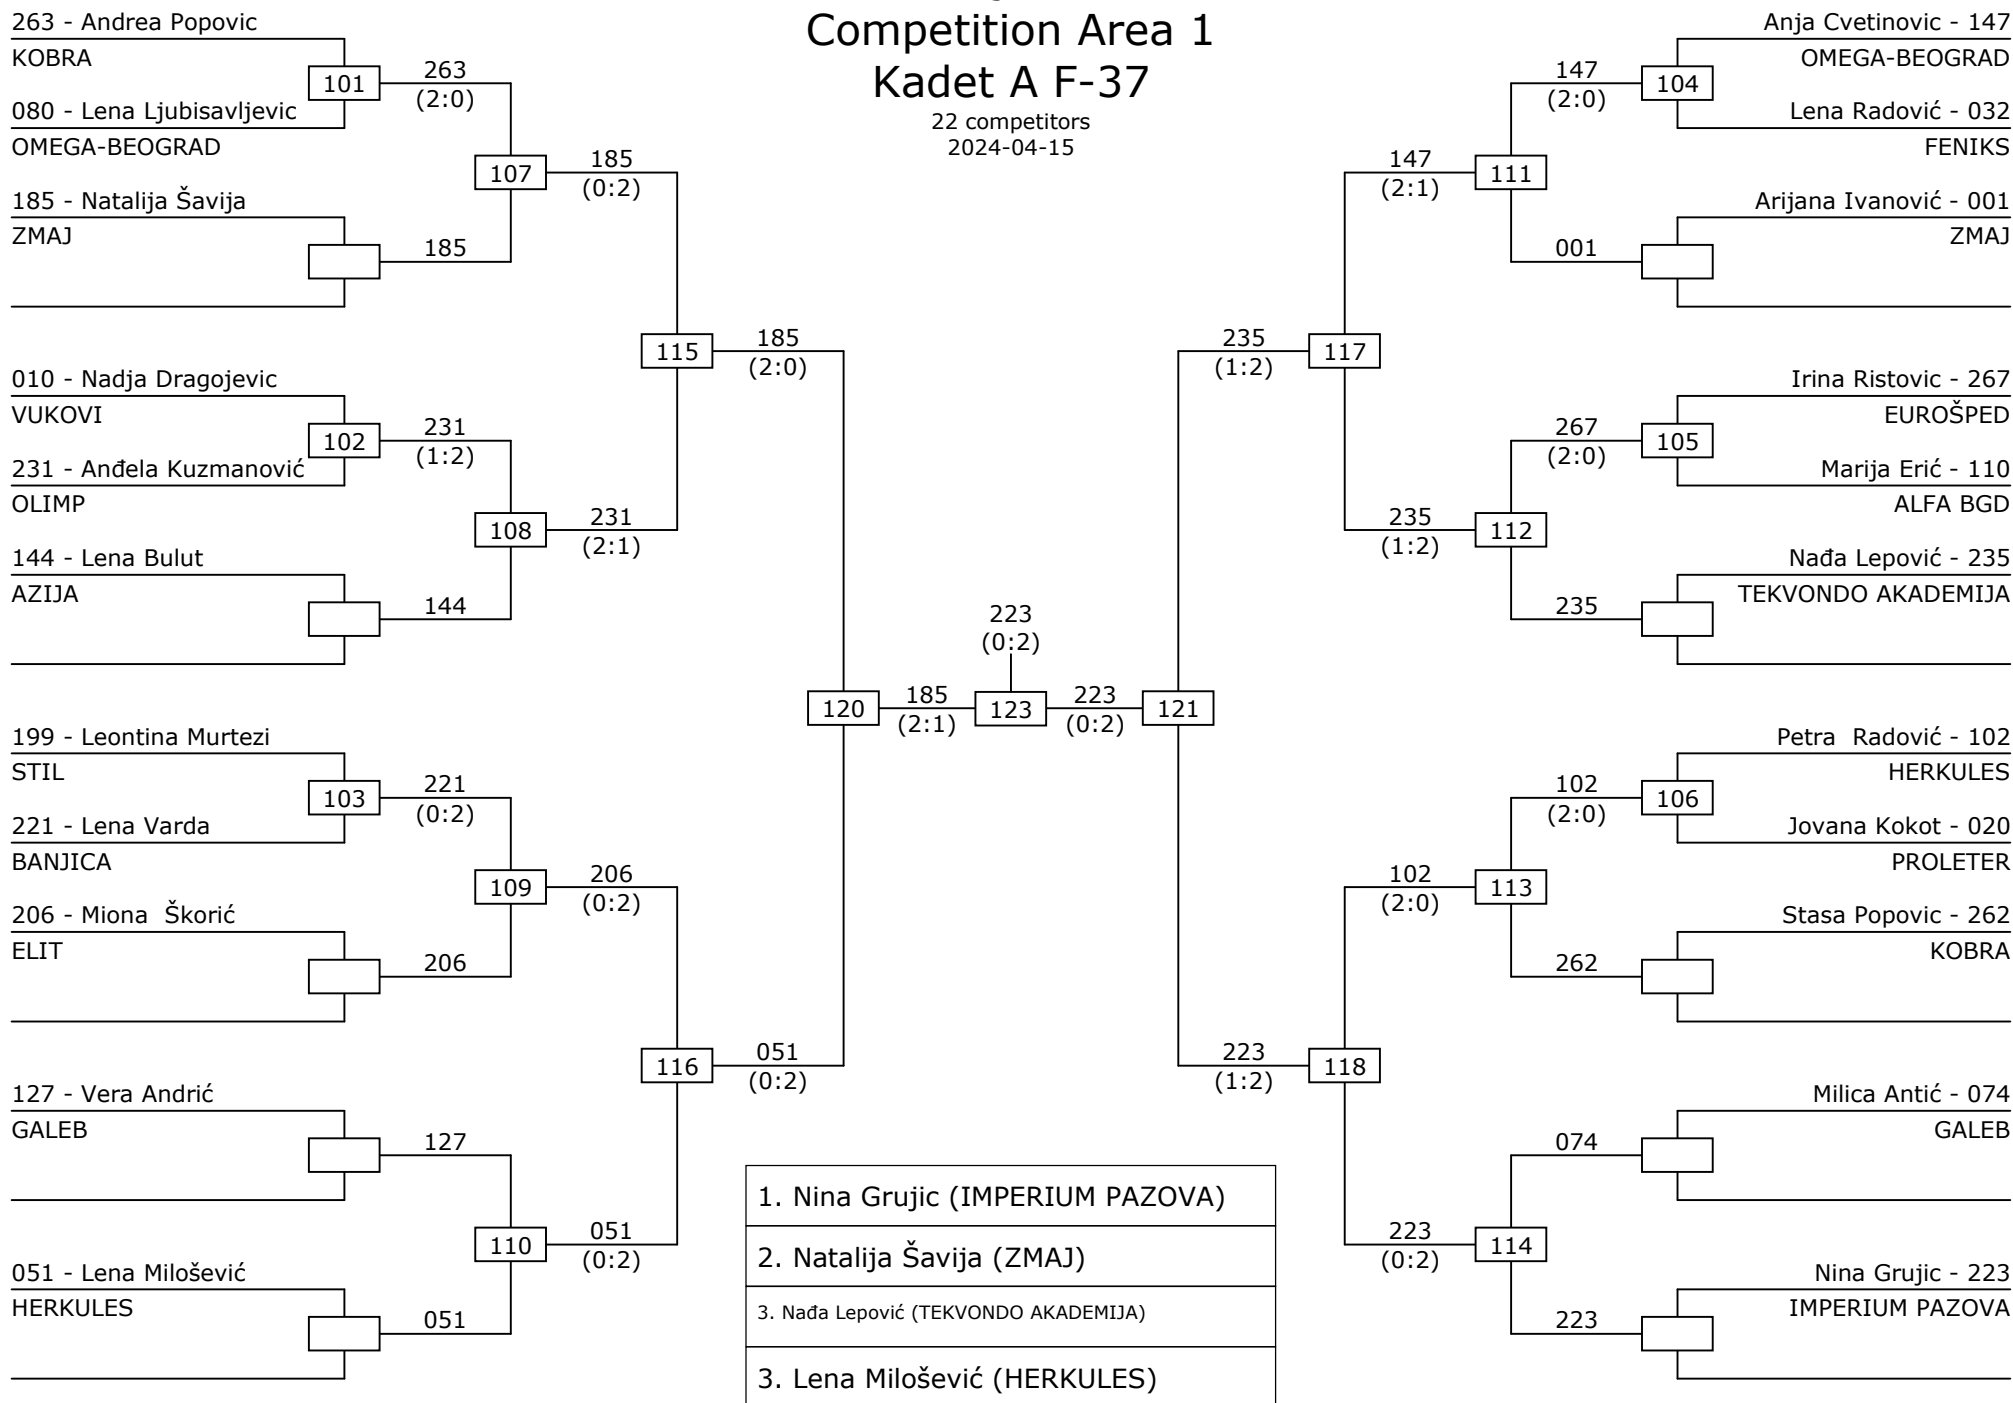 Competition Area 1
Kadet A F-37
22 competitors
2024-04-15
263 - Andrea Popovic
KOBRA
101
263
(2:0)
080 - Lena Ljubisavljevic
OMEGA-BEOGRAD
107
185
(0:2)
185 - Natalija Šavija
ZMAJ
185
115
185
(2:0)
010 - Nadja Dragojevic
VUKOVI
102
231
(1:2)
231 - Anđela Kuzmanović
OLIMP
108
231
(2:1)
144 - Lena Bulut
AZIJA
144
120
185
(2:1)
199 - Leontina Murtezi
STIL
103
221
(0:2)
221 - Lena Varda
BANJICA
109
206
(0:2)
206 - Miona  Škorić
ELIT
206
116
051
(0:2)
127 - Vera Andrić
GALEB
127
110
051
(0:2)
051 - Lena Milošević
HERKULES
051
223
(0:2)
123
223
(0:2)
121
Anja Cvetinovic - 147
OMEGA-BEOGRAD
147
(2:0)
104
Lena Radović - 032
FENIKS
147
(2:1)
111
Arijana Ivanović - 001
ZMAJ
001
235
(1:2)
117
Irina Ristovic - 267
EUROŠPED
267
(2:0)
105
Marija Erić - 110
ALFA BGD
235
(1:2)
112
Nađa Lepović - 235
TEKVONDO AKADEMIJA
235
Petra  Radović - 102
HERKULES
102
(2:0)
106
Jovana Kokot - 020
PROLETER
102
(2:0)
113
Stasa Popovic - 262
KOBRA
262
223
(1:2)
118
Milica Antić - 074
GALEB
074
223
(0:2)
114
Nina Grujic - 223
IMPERIUM PAZOVA
223
1. Nina Grujic (IMPERIUM PAZOVA)
2. Natalija Šavija (ZMAJ)
3. Nađa Lepović (TEKVONDO AKADEMIJA)
3. Lena Milošević (HERKULES)